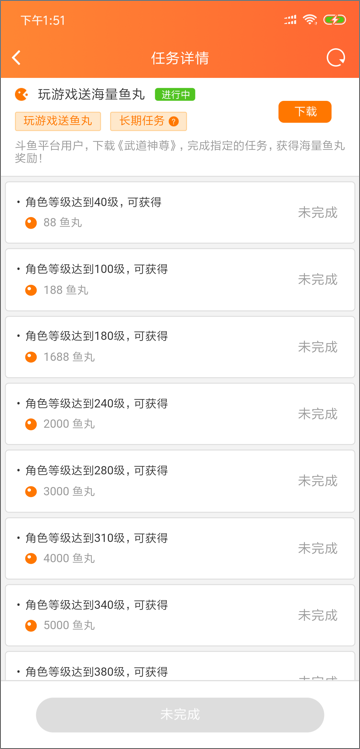 下午1:51
任务详情
玩游戏送海量鱼丸 进行中
下载
玩游戏送鱼丸 长期任务 ?
斗鱼平台用户，下载《武道神尊》，完成指定的任务，获得海量鱼丸
奖励！
· 角色等级达到40级，可获得
88 鱼丸
未完成
· 角色等级达到100级，可获得
188 鱼丸
未完成
· 角色等级达到180级，可获得
1688 鱼丸
未完成
· 角色等级达到240级，可获得
2000 鱼丸
未完成
· 角色等级达到280级，可获得
3000 鱼丸
未完成
· 角色等级达到310级，可获得
4000 鱼丸
未完成
· 角色等级达到340级，可获得
5000 鱼丸
未完成
· 角色等级达到380级，可获得
未完成
未完成